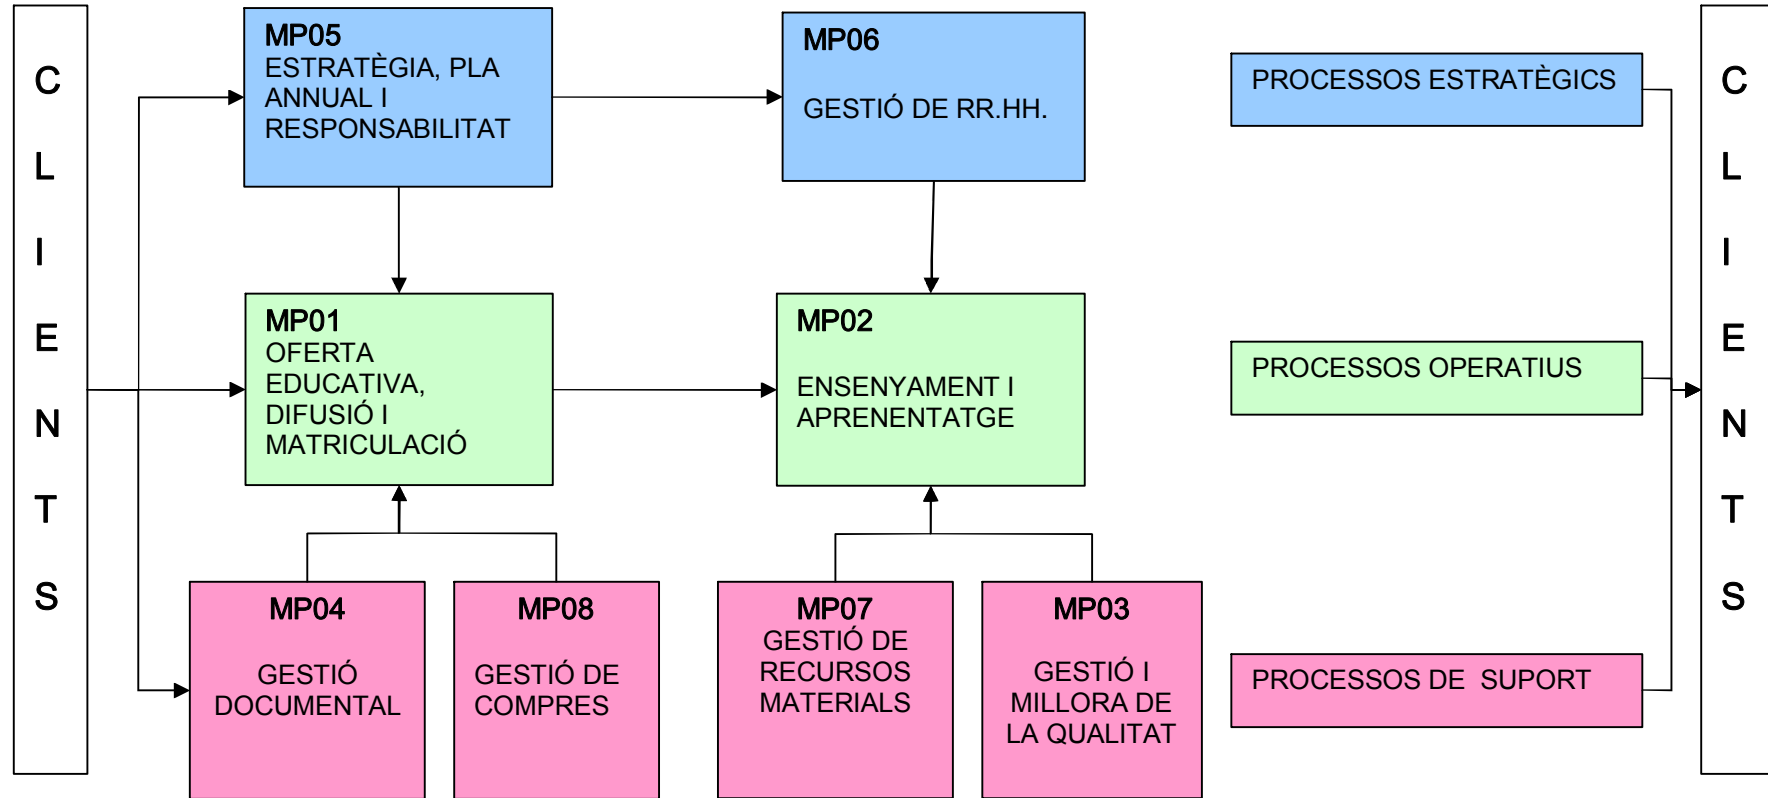 C
L
I
E
N
T
S
MP05
ESTRATÈGIA, PLA
ANNUAL I
RESPONSABILITAT
MP06
GESTIÓ DE RR.HH.
PROCESSOS ESTRATÈGICS
MP01
OFERTA
EDUCATIVA,
DIFUSIÓ I
MATRICULACIÓ
MP02
ENSENYAMENT I
APRENENTATGE
PROCESSOS OPERATIUS
MP04
GESTIÓ
DOCUMENTAL
MP08
GESTIÓ DE
COMPRES
MP07
GESTIÓ DE
RECURSOS
MATERIALS
MP03
GESTIÓ I
MILLORA DE
LA QUALITAT
PROCESSOS DE  SUPORT
C
L
I
E
N
T
S